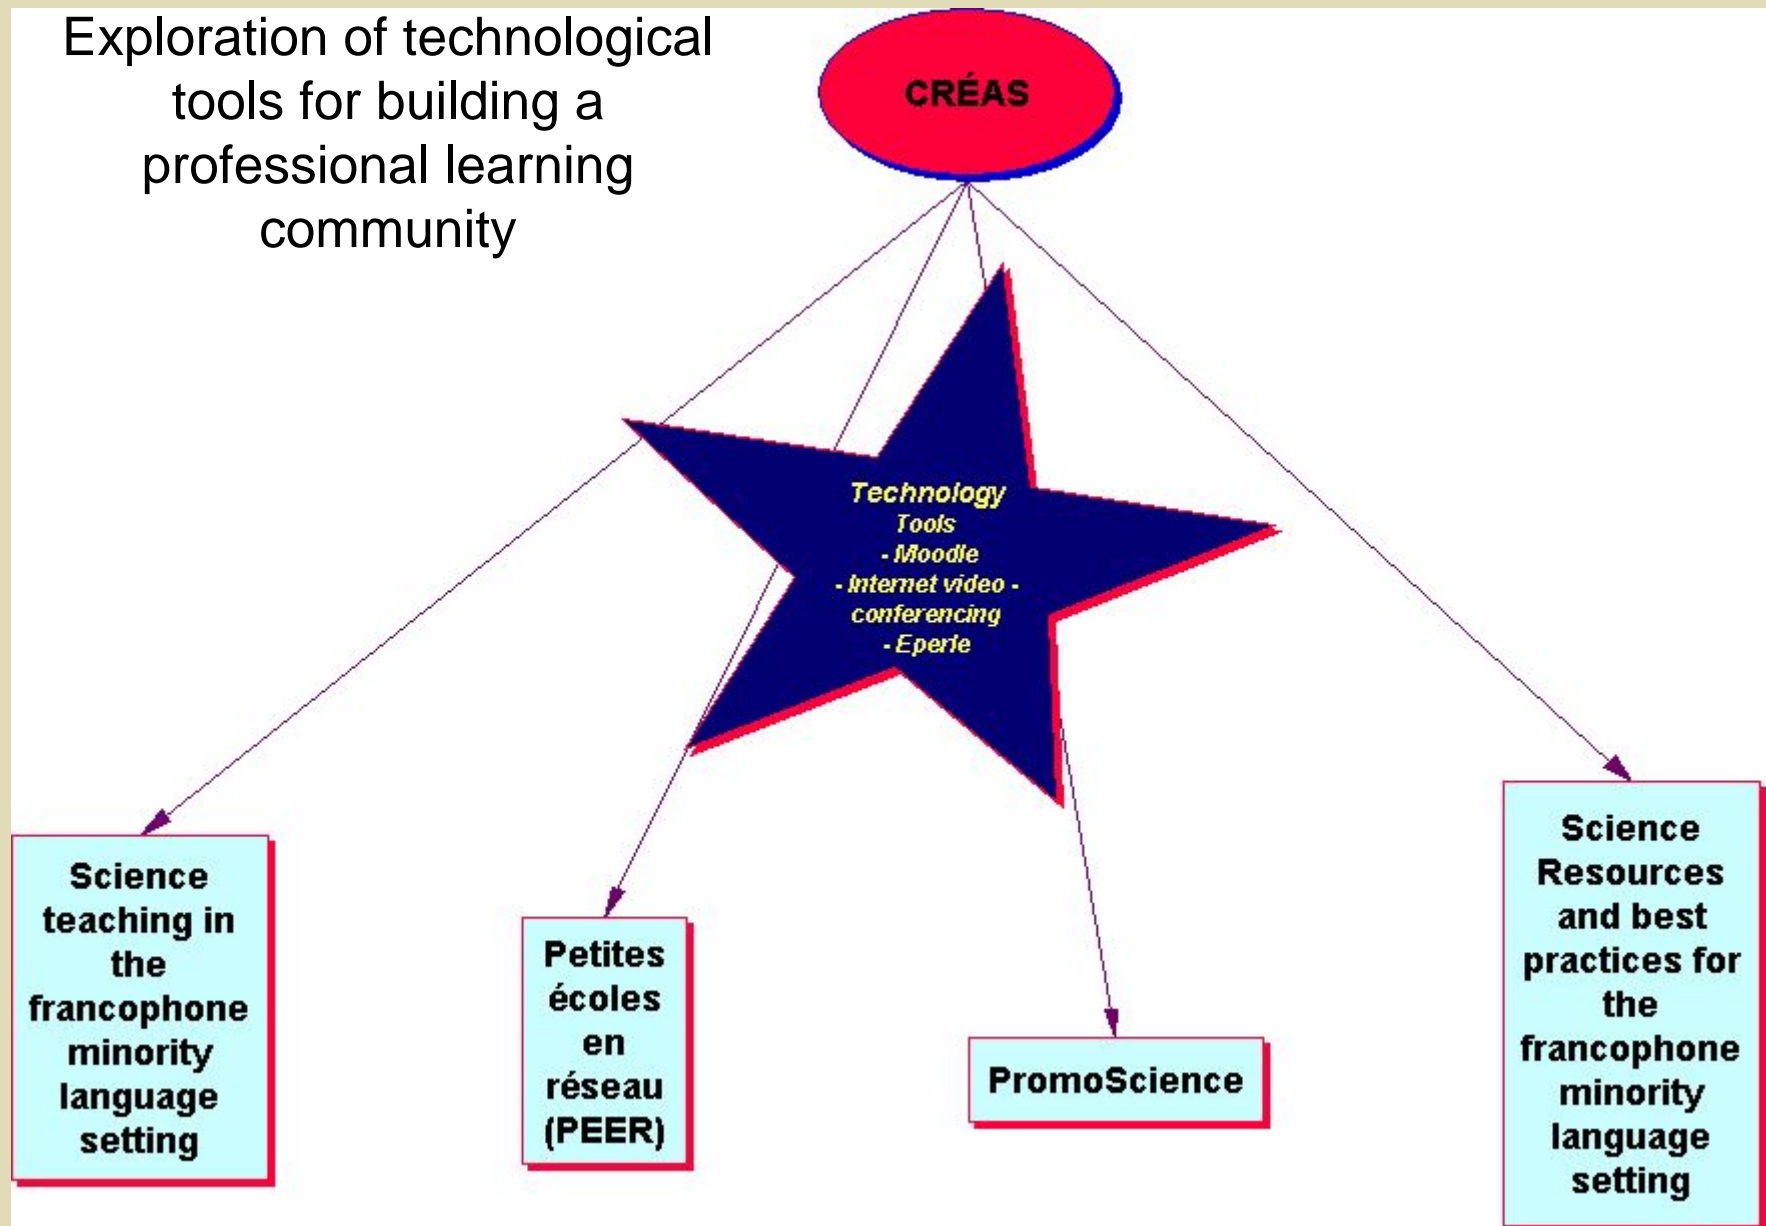 Exploration of technological
tools for building a
professional learning
community
CRÉAS
Technology
Tools
- Moodle
- Internet video -
conferencing
- Eperle
Science
teaching in
the
francophone
minority
language
setting
Petites
écoles
en
réseau
(PEER)
PromoScience
Science
Resources
and best
practices for
the
francophone
minority
language
setting